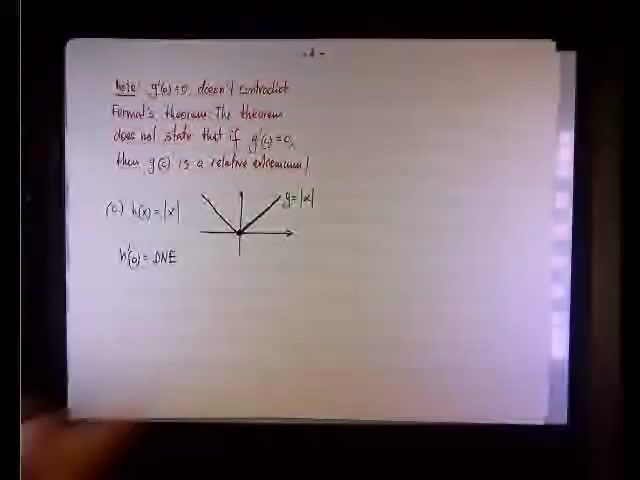 - 2 -
Note: g'(0)=0 doesn't contradict
Fermat's theorem. The theorem
does not state that if g'(c)=0,
then g(c) is a relative extremum!
(c) h(x)=|x|
y=|x|
h'(0)= DNE